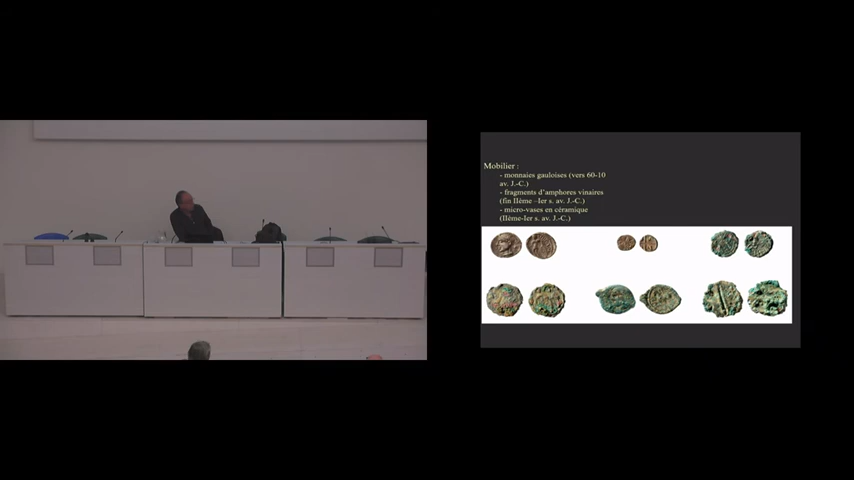 Mobilier :
- monnaies gauloises (vers 60-10
av. J.-C.)
- fragments d'amphores vinaires
(fin IIème –Ier s. av. J.-C.)
- micro-vases en céramique
(IIème-Ier s. av. J.-C.)